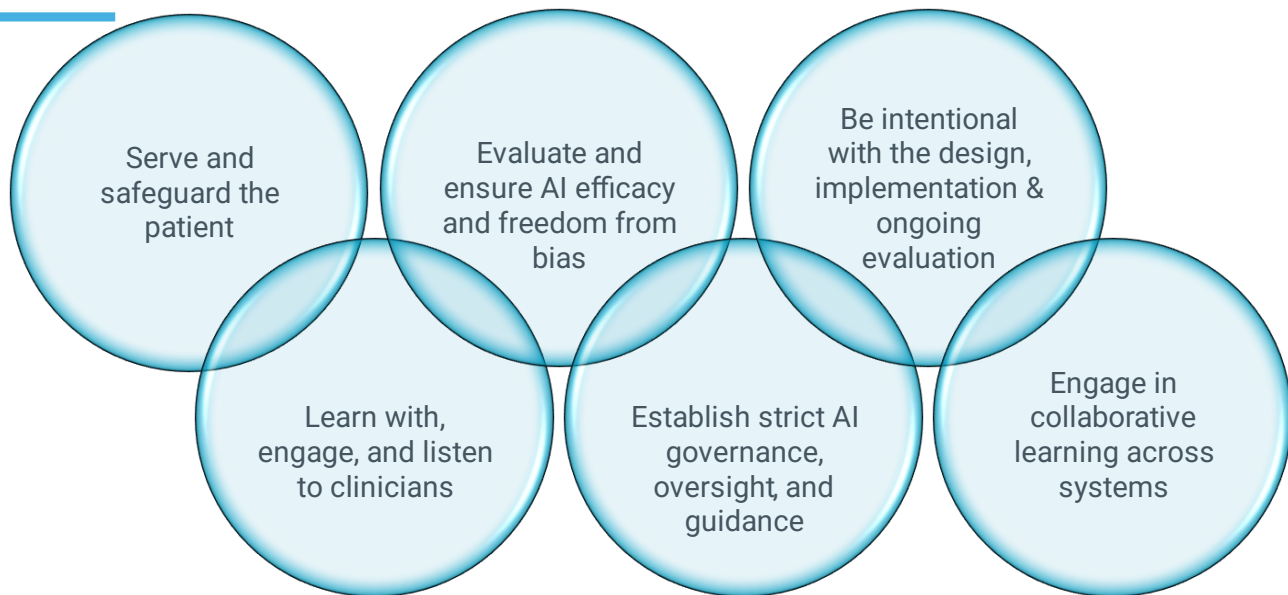 Serve and
safeguard the
patient
Evaluate and
ensure AI efficacy
and freedom from
bias
Be intentional
with the design,
implementation &
ongoing
evaluation
Learn with,
engage, and listen
to clinicians
Establish strict AI
governance,
oversight, and
guidance
Engage in
collaborative
learning across
systems